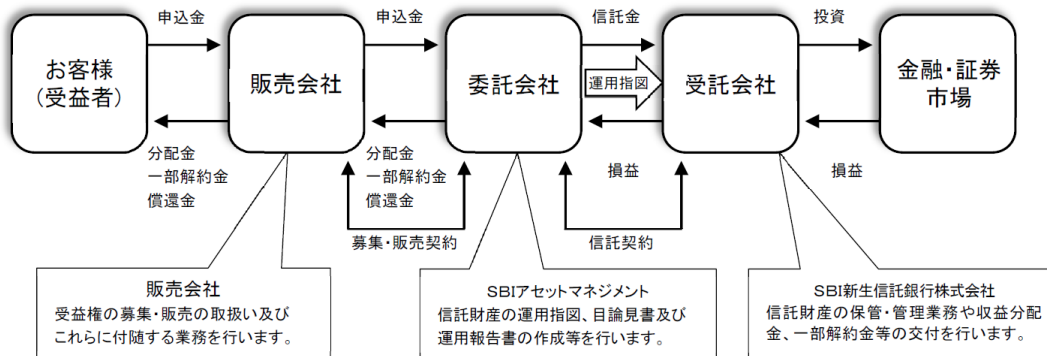 申込金
申込金
信託金
投資
お客様
(受益者)
販売会社
委託会社
運用指図
受託会社
金融・証券
市場
分配金
一部解約金
償還金
分配金
一部解約金
償還金
損益
損益
募集・販売契約
信託契約
販売会社
受益権の募集・販売の取扱い及び
これらに付随する業務を行います。
SBIアセットマネジメント
信託財産の運用指図、目論見書及び
運用報告書の作成等を行います。
SBI新生信託銀行株式会社
信託財産の保管・管理業務や収益分配
金、一部解約金等の交付を行います。